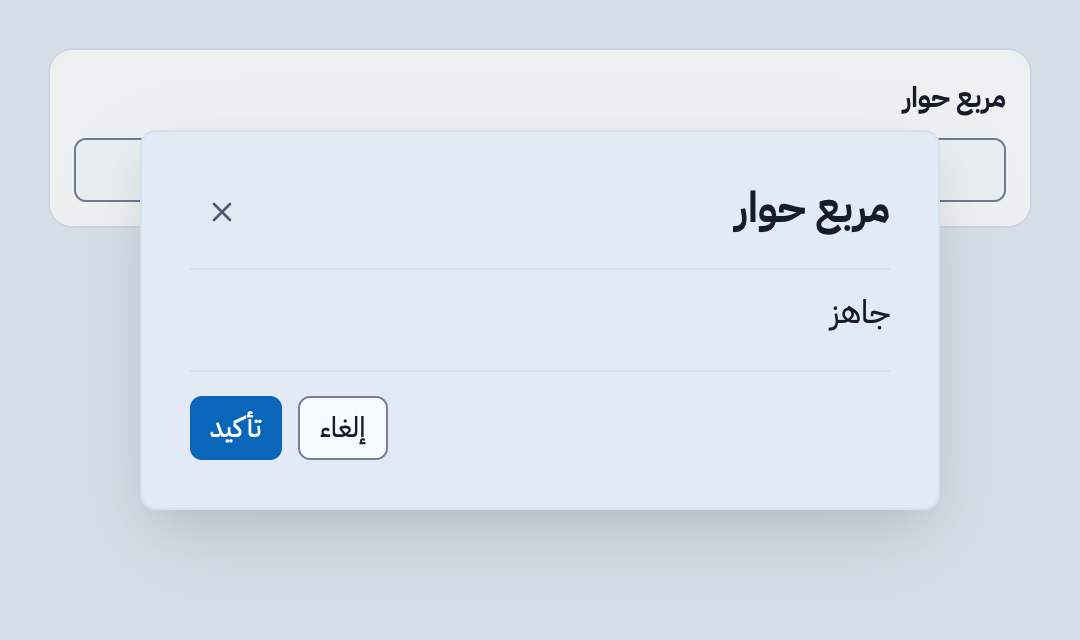 مربع حوار
مربع حوار
جاهز
إلغاء
تأكيد